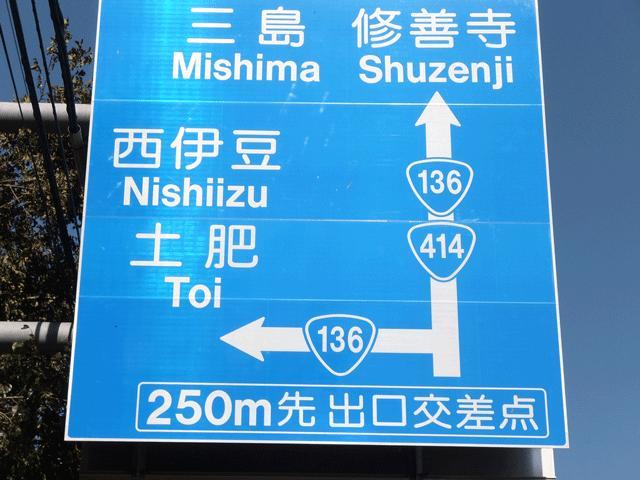 三島 修善寺
Mishima Shuzenji
136
西伊豆
Nishiizu
414
土肥
Toi
136
250m先 出口交差点